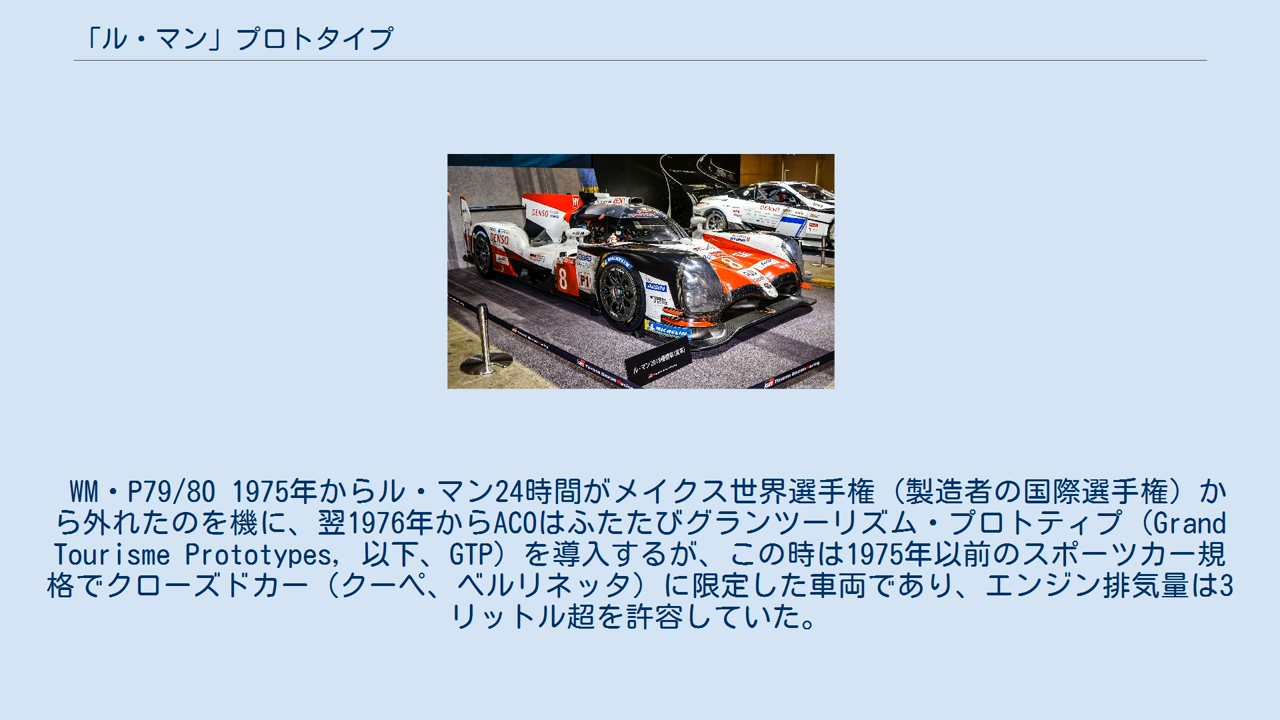 「ル・マン」プロトタイプ
DENSO
DENSO
DENSO
8
P1
MICHELIN
8
MICHELIN
WM・P79/80 1975年からル・マン24時間がメイクス世界選手権（製造者の国際選手権）か
ら外れたのを機に、翌1976年からACOはふたたびグランツーリズム・プロトティプ（Grand
Tourisme Prototypes, 以下、GTP）を導入するが、この時は1975年以前のスポーツカー規
格でクローズドカー（クーペ、ベルリネッタ）に限定した車両であり、エンジン排気量は3
リットル超を許容していた。